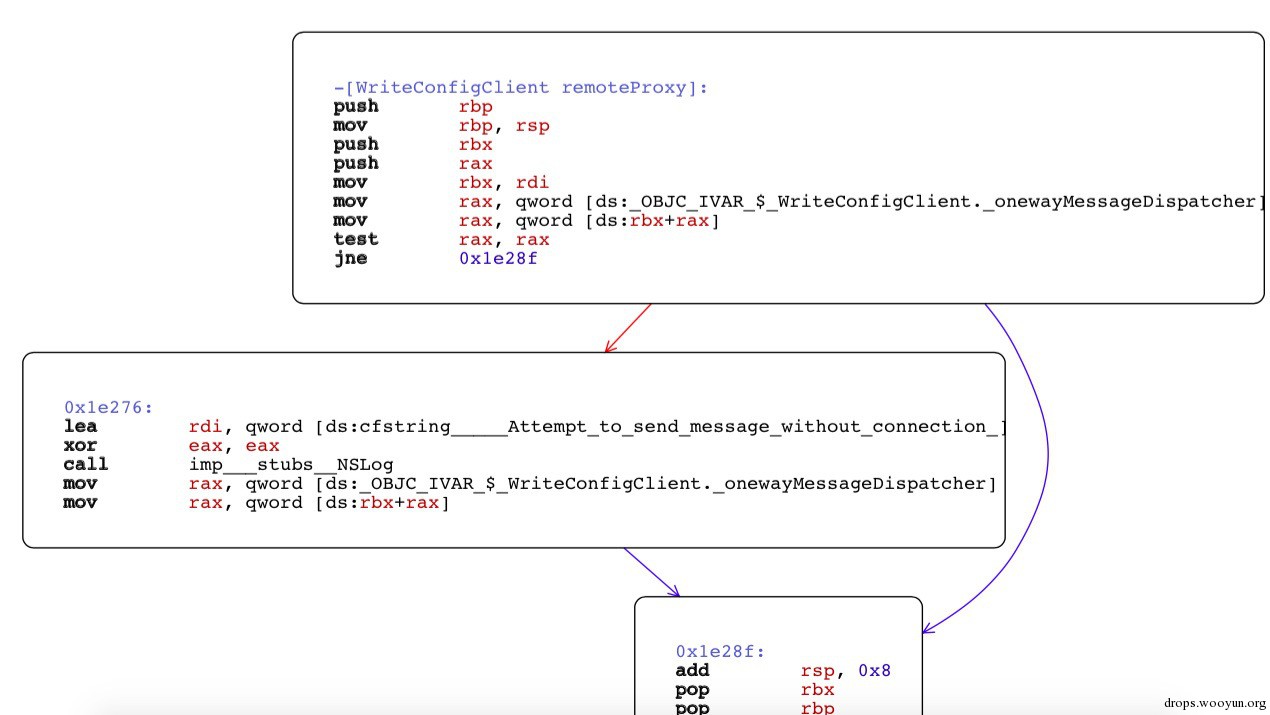 -[WriteConfigClient remoteProxy]:
push rbp
mov rbp, rsp
push rbx
push rax
mov rbx, rdi
mov rax, qword [ds:_OBJC_IVAR_$_WriteConfigClient._onewayMessageDispatcher]
mov rax, qword [ds:rbx+rax]
test rax, rax
jne 0x1e28f
0x1e276:
lea rdi, qword [ds:cfstring_____Attempt_to_send_message_without_connection_]
xor eax, eax
call imp___stubs__NSLog
mov rax, qword [ds:_OBJC_IVAR_$_WriteConfigClient._onewayMessageDispatcher]
mov rax, qword [ds:rbx+rax]
0x1e28f:
add rsp, 0x8
pop rbx
pop rbp
drops.wooyun.org